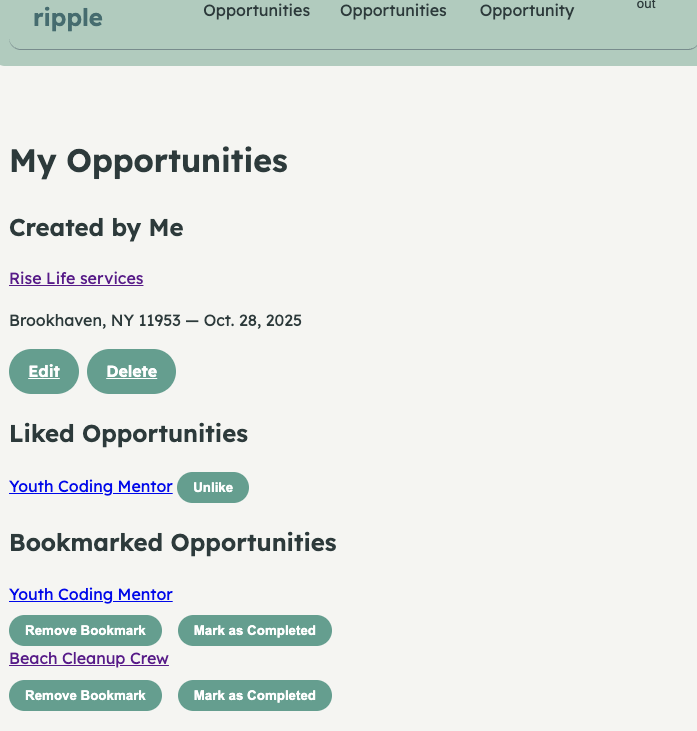 ripple
Opportunities
Opportunities
Opportunity
out
My Opportunities
Created by Me
Rise Life services
Brookhaven, NY 11953 — Oct. 28, 2025
Edit Delete
Liked Opportunities
Youth Coding Mentor Unlike
Bookmarked Opportunities
Youth Coding Mentor
Remove Bookmark Mark as Completed
Beach Cleanup Crew
Remove Bookmark Mark as Completed